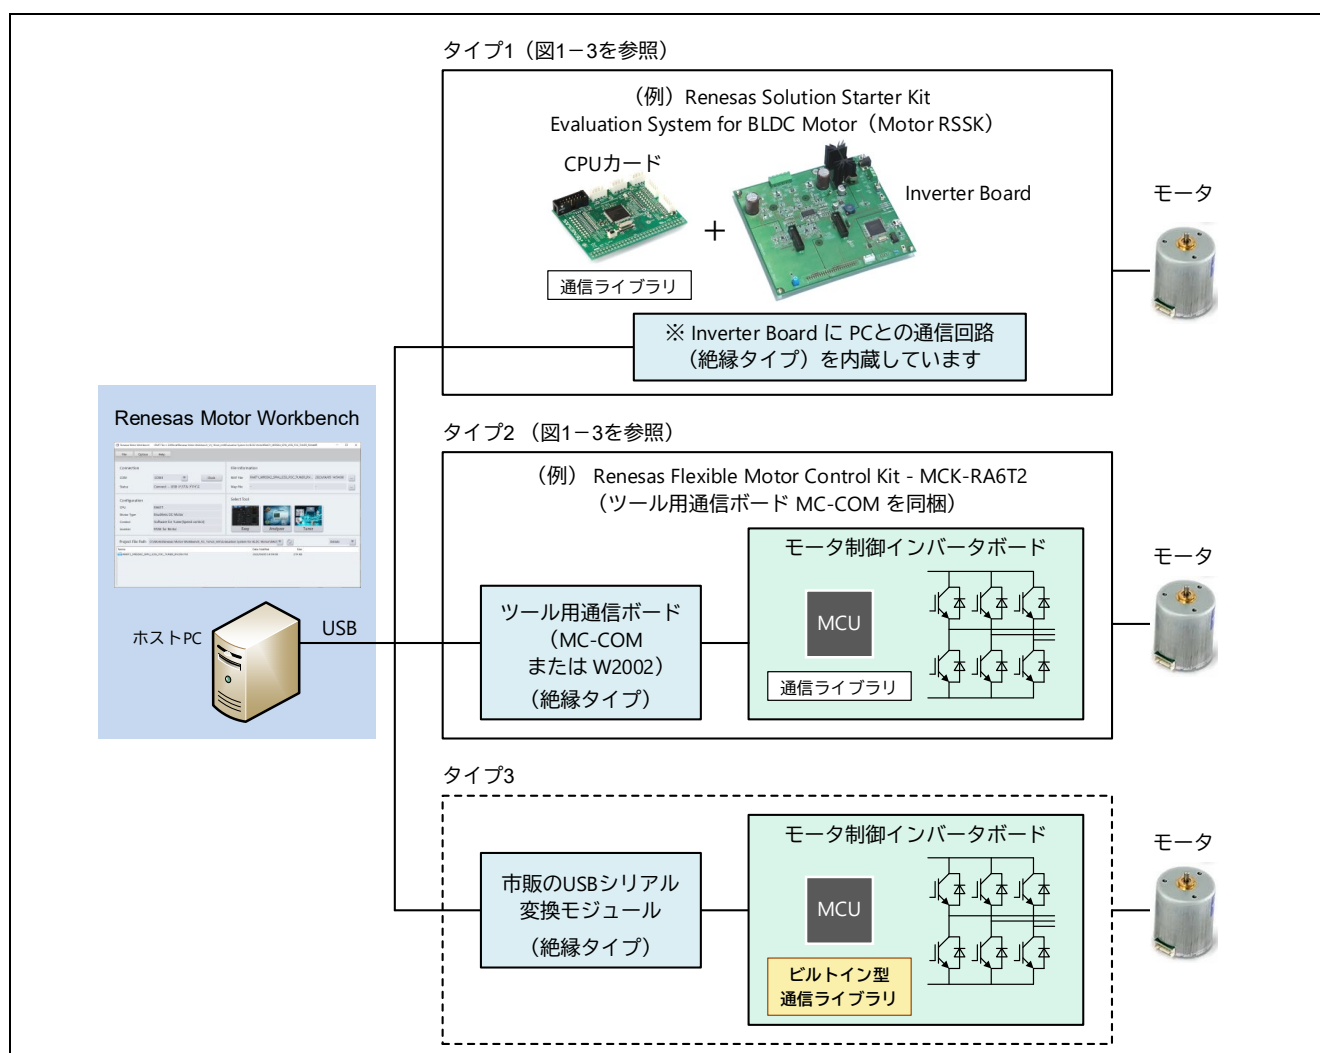 タイプ1（図1－3を参照）
（例）Renesas Solution Starter Kit
Evaluation System for BLDC Motor（Motor RSSK）
CPUカード
Inverter Board
＋
通信ライブラリ
※ Inverter Board に PCとの通信回路
（絶縁タイプ）を内蔵しています
モータ
Renesas Motor Workbench
ホストPC
USB
タイプ2 （図1－3を参照）
（例） Renesas Flexible Motor Control Kit - MCK-RA6T2
（ツール用通信ボード MC-COM を同梱）
ツール用通信ボード
（MC-COM
または W2002）
（絶縁タイプ）
モータ制御インバータボード
MCU
通信ライブラリ
モータ
タイプ3
市販のUSBシリアル
変換モジュール
（絶縁タイプ）
モータ制御インバータボード
MCU
ビルトイン型
通信ライブラリ
モータ